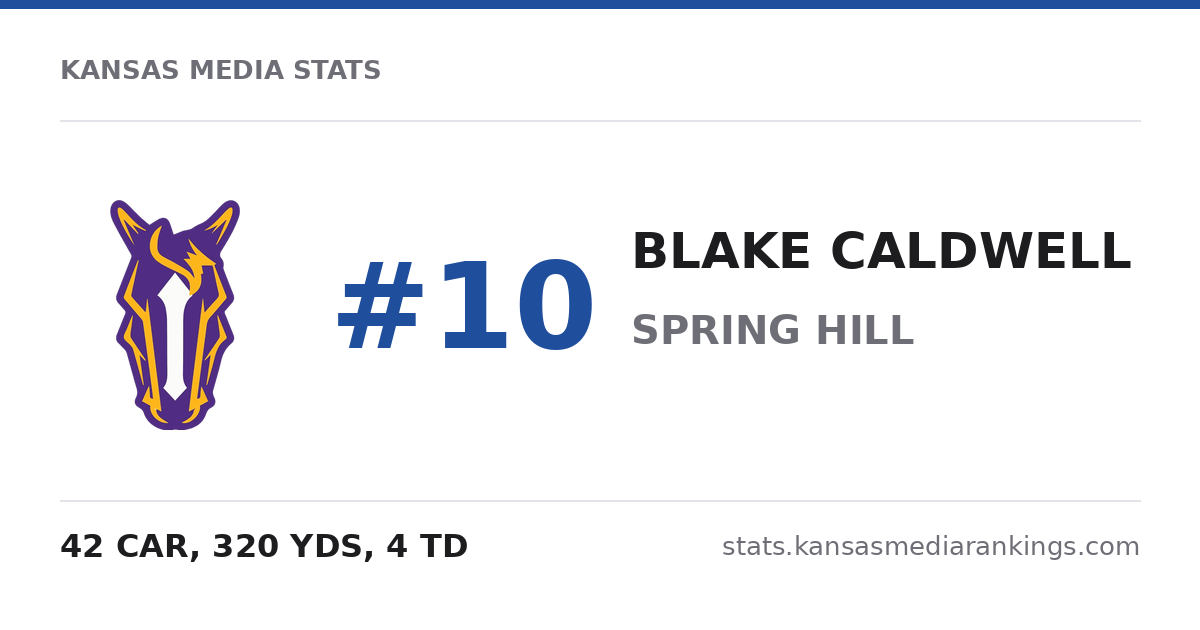 KANSAS MEDIA STATS
#10
BLAKE CALDWELL
SPRING HILL
42 CAR, 320 YDS, 4 TD
stats.kansasmediarankings.com